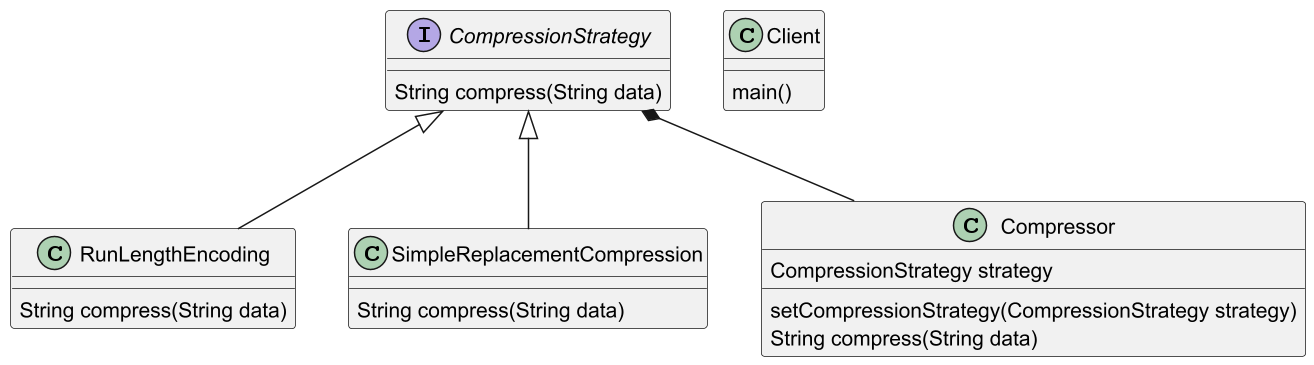 I CompressionStrategy
String compress(String data)
C Client
main()
C RunLengthEncoding
String compress(String data)
C SimpleReplacementCompression
String compress(String data)
C Compressor
CompressionStrategy strategy
setCompressionStrategy(CompressionStrategy strategy)
String compress(String data)